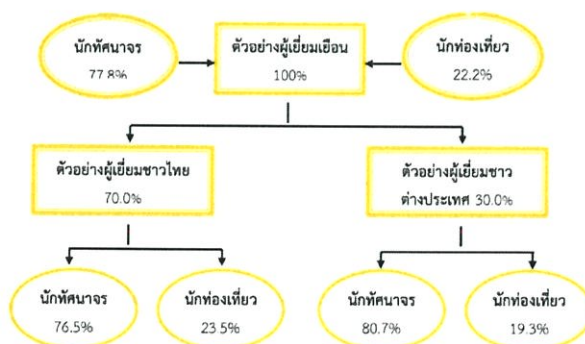 นักทัศนาจร
77.8%
ตัวอย่างผู้เยี่ยมเยือน
100%
นักท่องเที่ยว
22.2%
ตัวอย่างผู้เยี่ยมชาวไทย
70.0%
ตัวอย่างผู้เยี่ยมชาว
ต่างประเทศ 30.0%
นักทัศนาจร
76.5%
นักท่องเที่ยว
23.5%
นักทัศนาจร
80.7%
นักท่องเที่ยว
19.3%